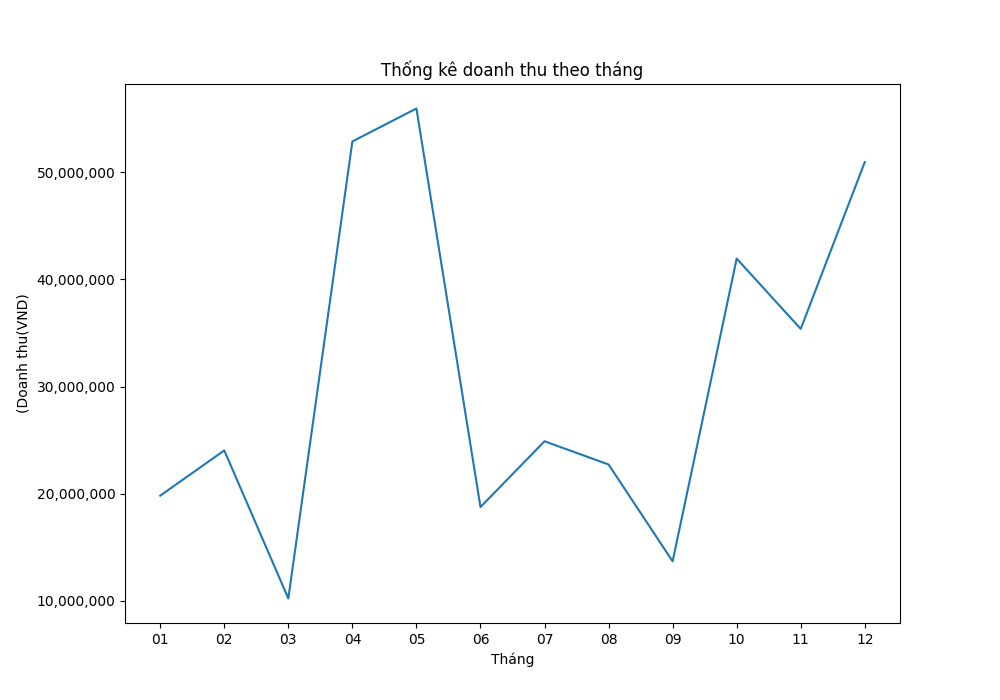 Thống kê doanh thu theo tháng
(Doanh thu(VND)
50,000,000
40,000,000
30,000,000
20,000,000
10,000,000
01 02 03 04 05 06 07 08 09 10 11 12
Tháng